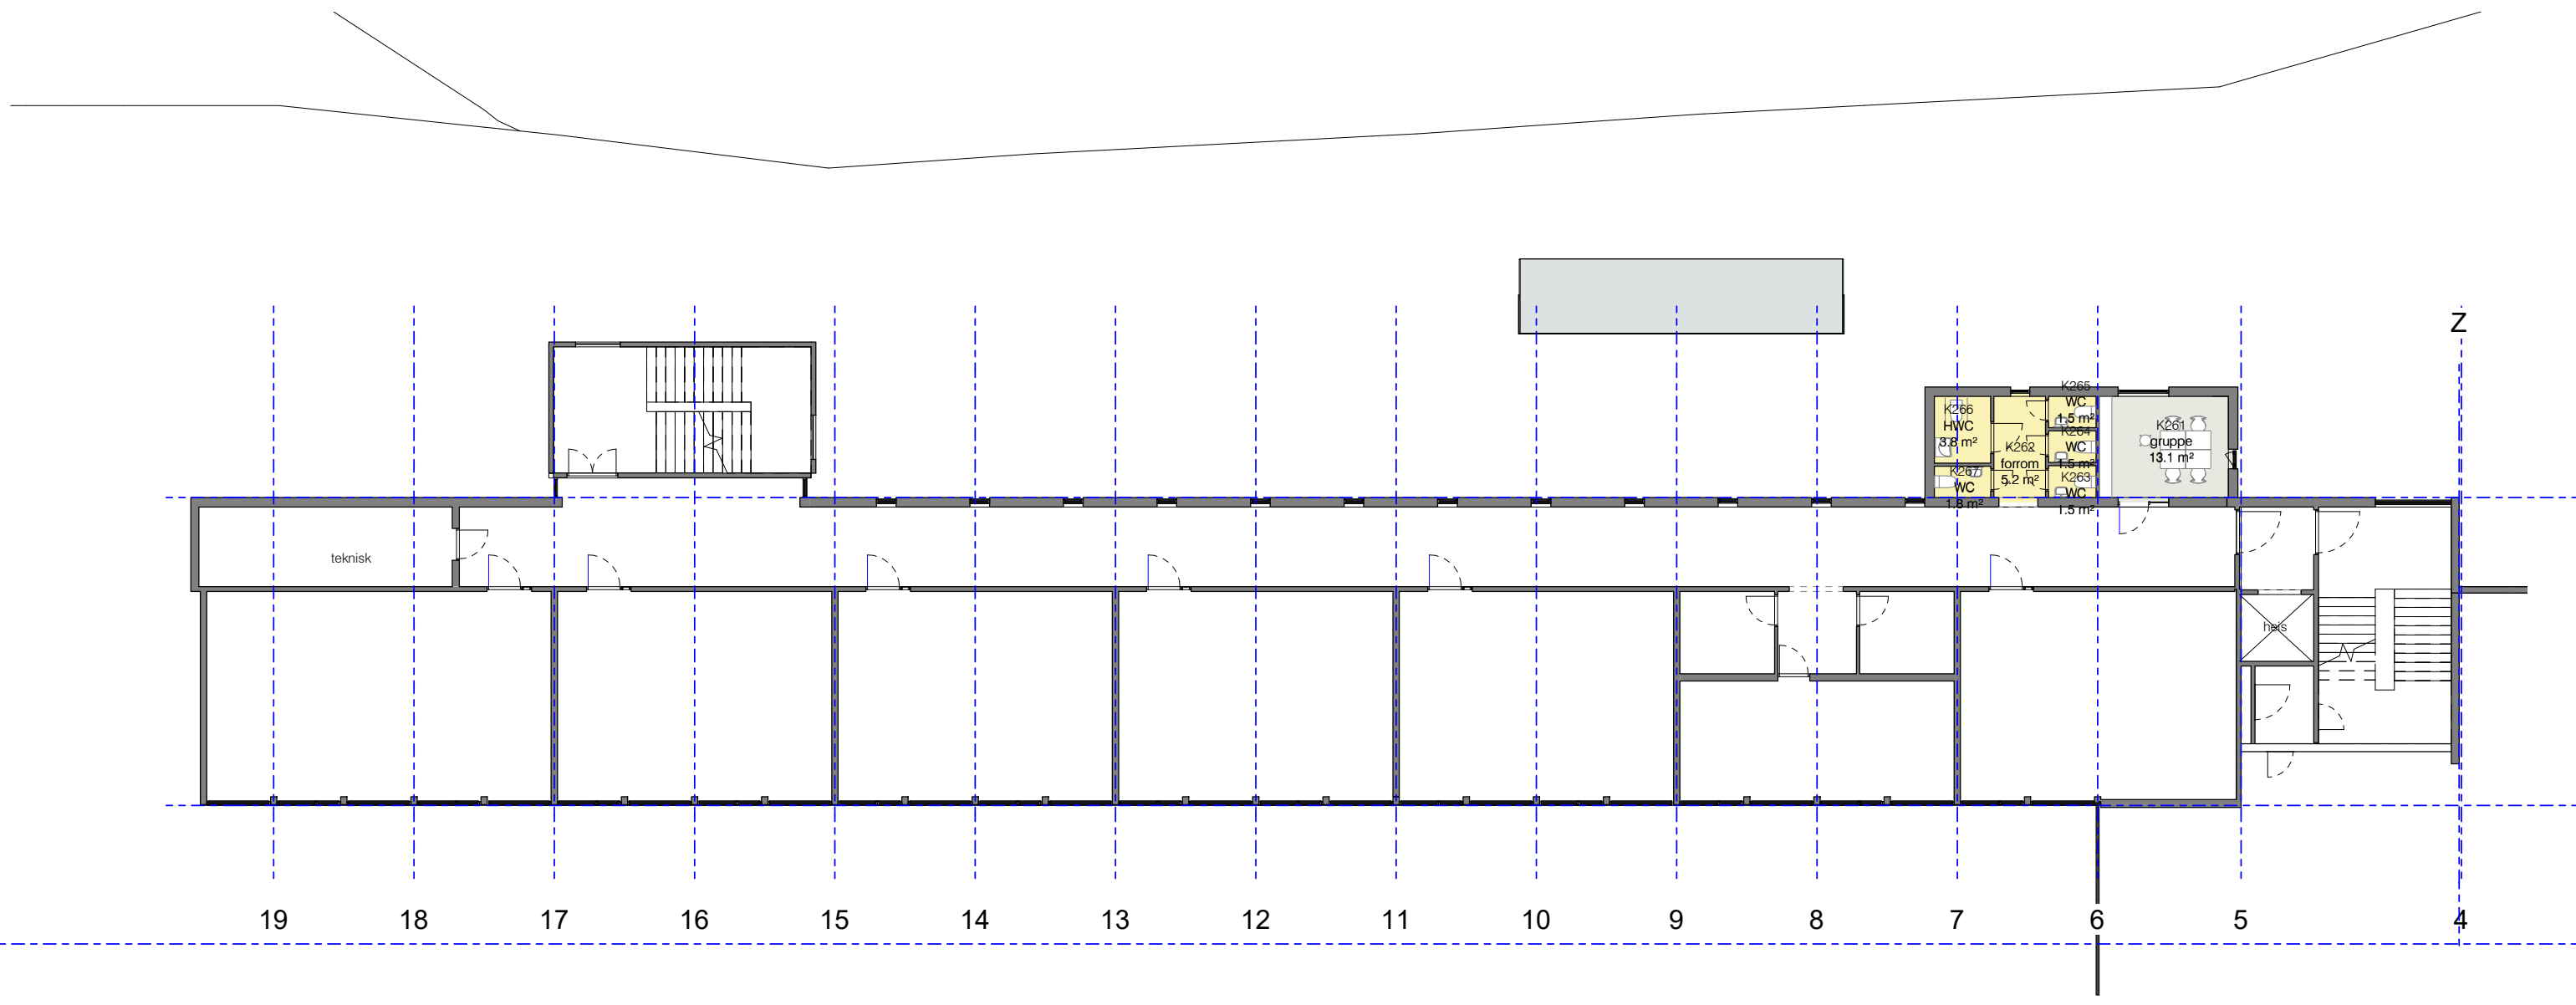 Z
K265
WC
1.5 m²
K266
HWC
3.8 m²
K264
WC
1.5 m²
K261
gruppe
13.1 m²
K262
forrom
5.2 m²
K267
WC
1.8 m²
K263
WC
1.5 m²
teknisk
heis
19
18
17
16
15
14
13
12
11
10
9
8
7
6
5
4